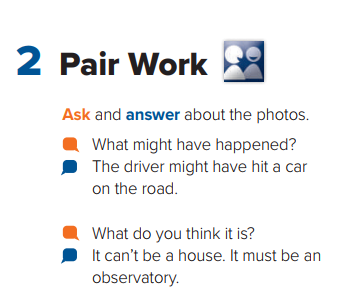 2 Pair Work
Ask and answer about the photos.
What might have happened?
The driver might have hit a car
on the road.
What do you think it is?
It can’t be a house. It must be an
observatory.